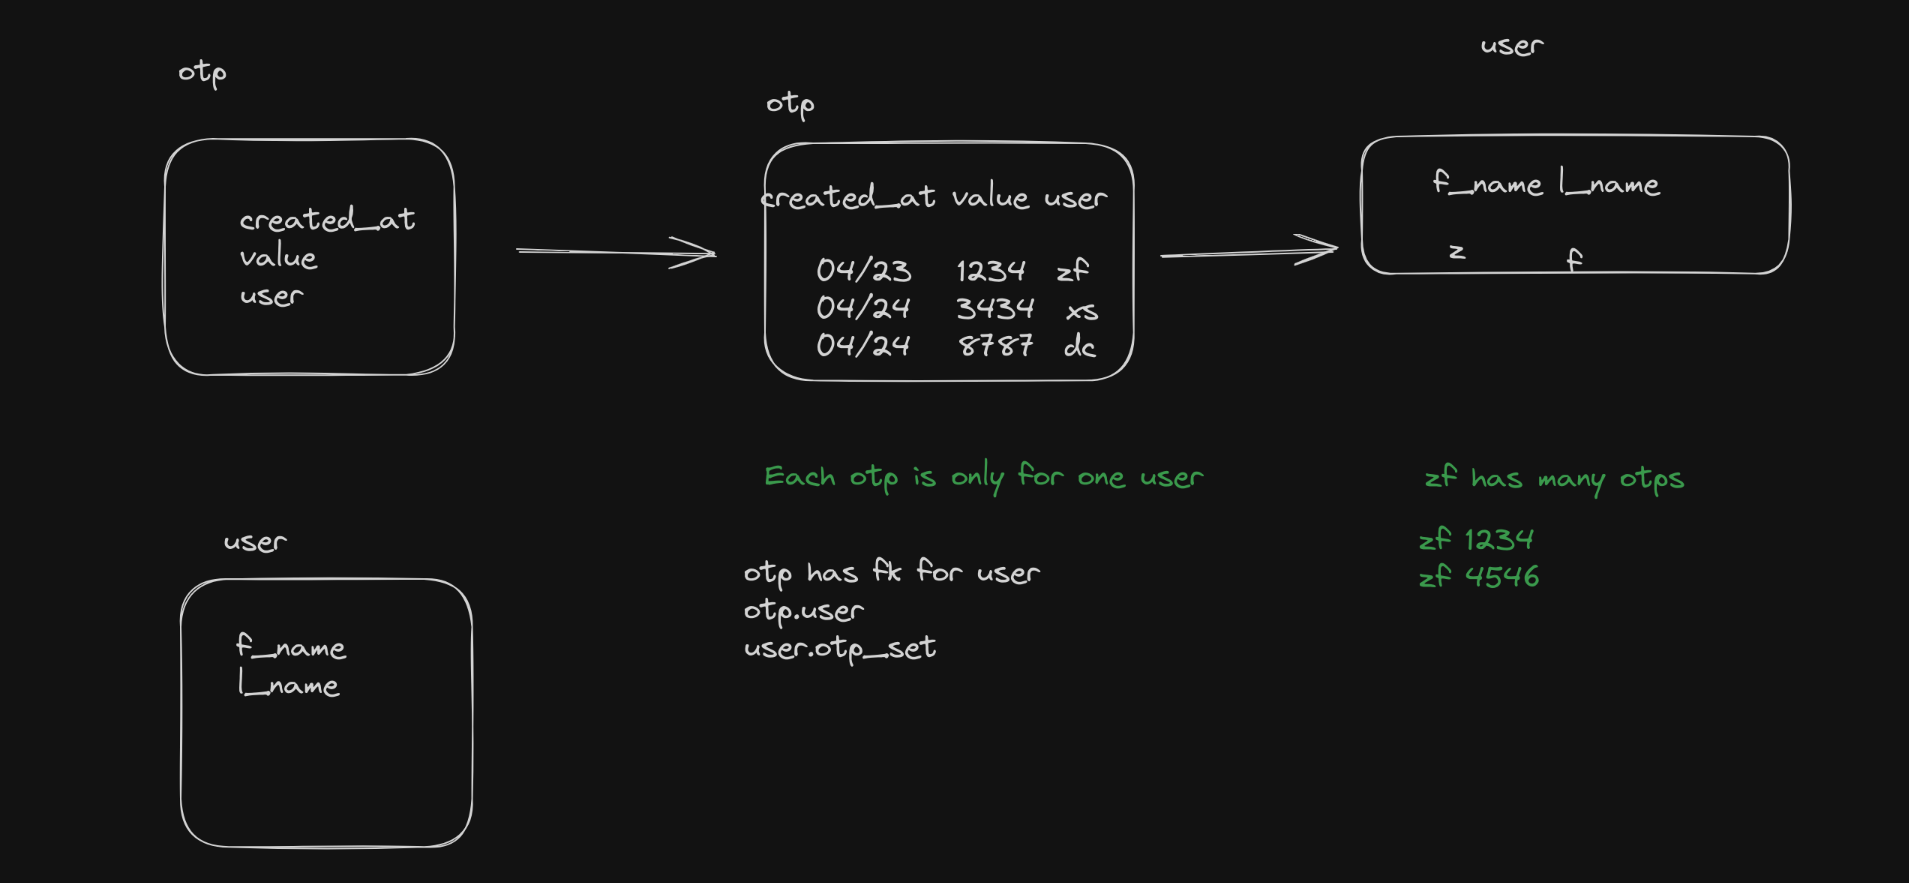 otp
created_at
value
user
otp
created_at value user
04/23 1234 zf
04/24 3434 xs
04/24 8787 dc
user
f_name l_name
z f
Each otp is only for one user
zf has many otps
zf 1234
zf 4546
user
f_name
l_name
otp has fk for user
otp.user
user.otp_set